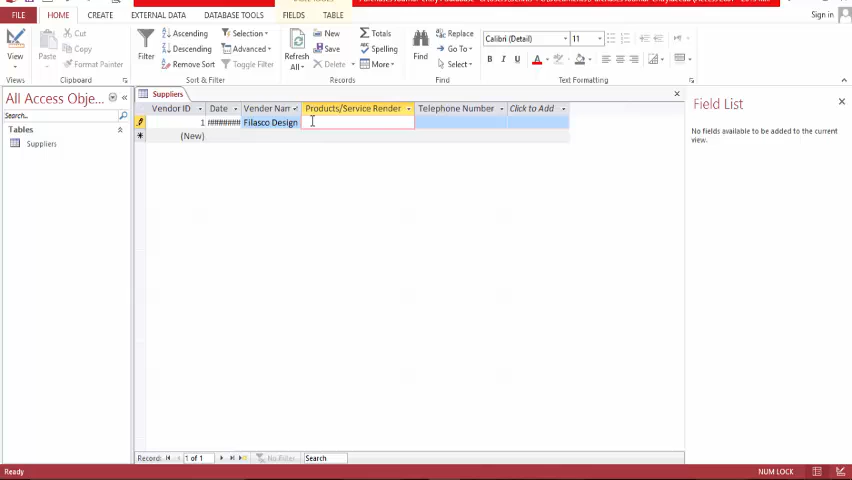 Sign in
FILE HOME CREATE EXTERNAL DATA DATABASE TOOLS FIELDS TABLE
View
Views
Paste
Cut
Copy
Format Painter
Clipboard
Filter
Ascending
Descending
Remove Sort
Selection
Advanced
Toggle Filter
Sort & Filter
Refresh
All
New
Save
Delete
Totals
Spelling
More
Records
Find
Replace
Go To
Select
Find
Calibri (Detail) 11
B I U A
Text Formatting
All Access Obje...
Search...
Tables
Suppliers
Suppliers
Vendor ID Date Vender Nam Products/Service Render Telephone Number Click to Add
1 ######## Filasco Design
(New)
Field List
No fields available to be added to the current
view.
Record: 1 of 1 No Filter Search
Ready NUM LOCK